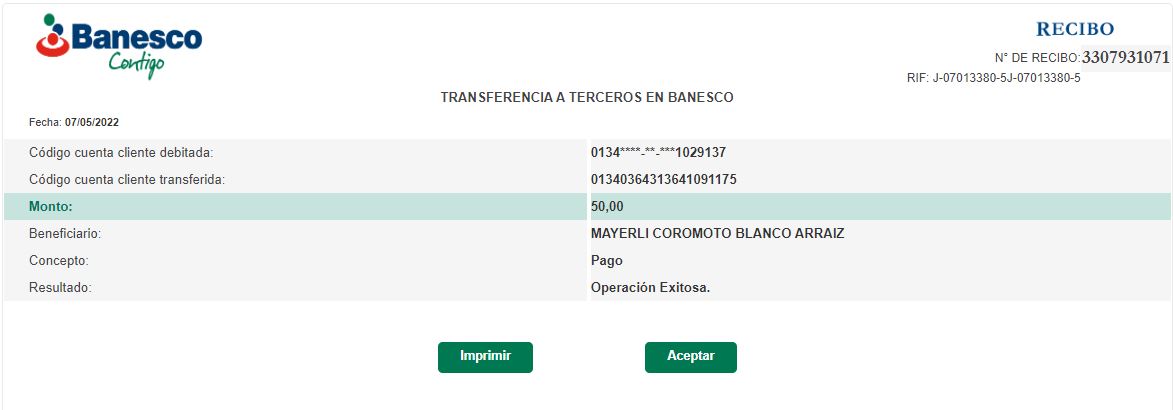 Banesco
Contigo
RECIBO
N° DE RECIBO: 3307931071
RIF: J-07013380-5J-07013380-5
TRANSFERENCIA A TERCEROS EN BANESCO
Fecha: 07/05/2022
Código cuenta cliente debitada: 0134****-**-***1029137
Código cuenta cliente transferida: 01340364313641091175
Monto: 50,00
Beneficiario: MAYERLI COROMOTO BLANCO ARRAIZ
Concepto: Pago
Resultado: Operación Exitosa.
Imprimir Aceptar